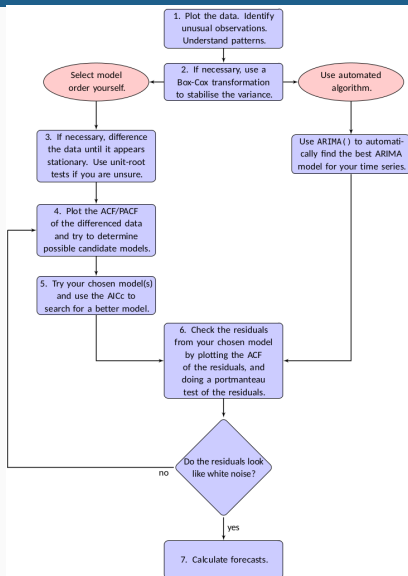 1. Plot the data. Identify
unusual observations.
Understand patterns.
Select model
order yourself.
2. If necessary, use a
Box-Cox transformation
to stabilise the variance.
Use automated
algorithm.
3. If necessary, difference
the data until it appears
stationary. Use unit-root
tests if you are unsure.
Use ARIMA() to automati-
cally find the best ARIMA
model for your time series.
4. Plot the ACF/PACF
of the differenced data
and try to determine
possible candidate models.
5. Try your chosen model(s)
and use the AICc to
search for a better model.
6. Check the residuals
from your chosen model
by plotting the ACF
of the residuals, and
doing a portmanteau
test of the residuals.
Do the residuals look
like white noise?
no
yes
7. Calculate forecasts.